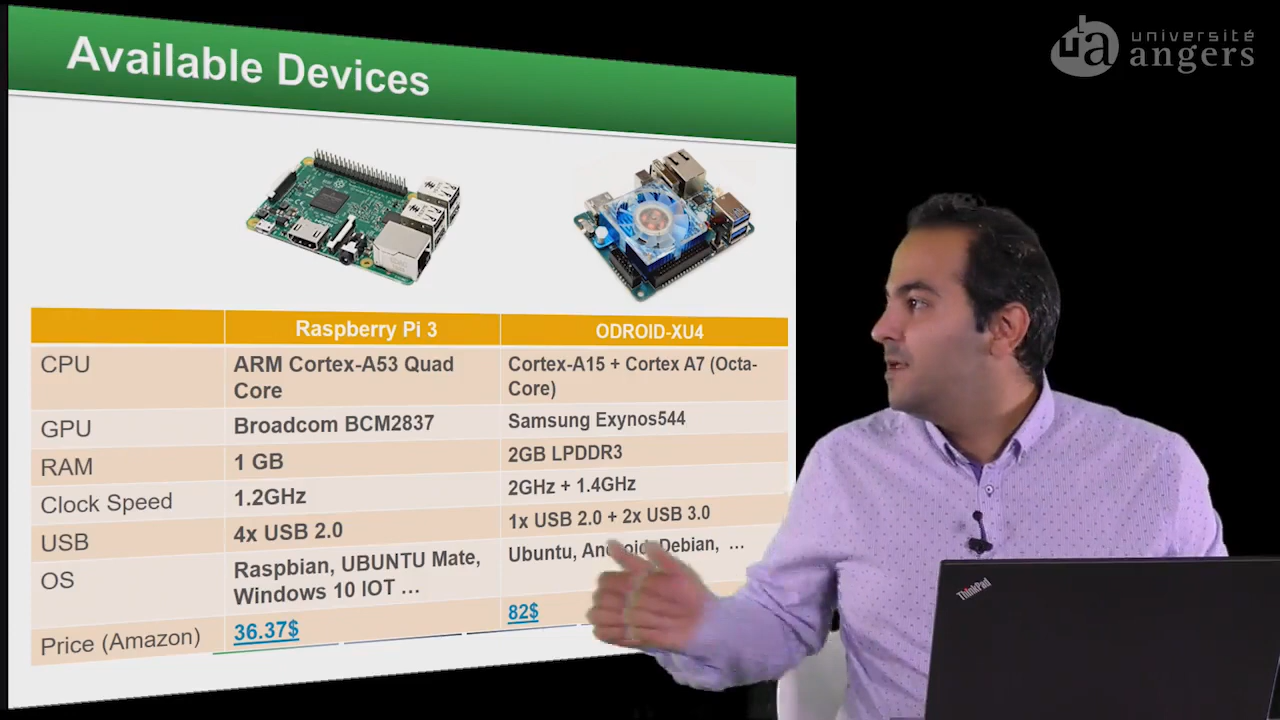 Available Devices
université
angers
Raspberry Pi 3
ODROID-XU4
CPU
ARM Cortex-A53 Quad
Core
Cortex-A15 + Cortex A7 (Octa-
Core)
GPU
Broadcom BCM2837
Samsung Exynos544
RAM
1 GB
2GB LPDDR3
Clock Speed
1.2GHz
2GHz + 1.4GHz
USB
4x USB 2.0
1x USB 2.0 + 2x USB 3.0
OS
Raspbian, UBUNTU Mate,
Windows 10 IOT ...
Ubuntu, Android, Debian, ...
Price (Amazon)
36.37$
82$
ThinkPad